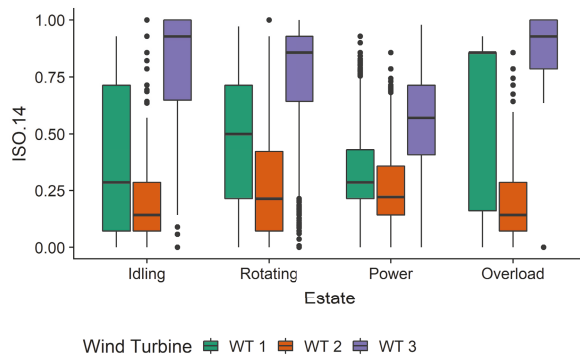 1.00
0.75
0.50
0.25
0.00
ISO.14
Idling
Rotating
Power
Overload
Estate
Wind Turbine WT 1 WT 2 WT 3